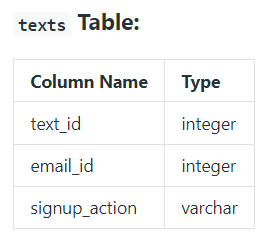 texts Table:
Column Name Type
text_id integer
email_id integer
signup_action varchar